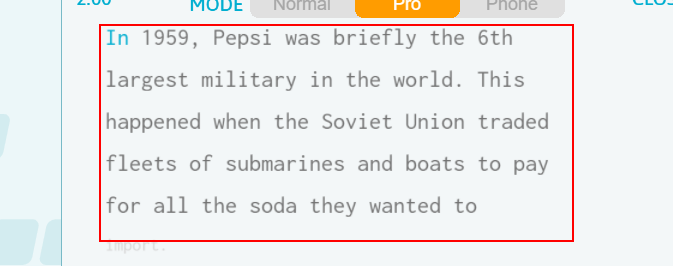 2:00 MODE Normal Pro Phone
In 1959, Pepsi was briefly the 6th
largest military in the world. This
happened when the Soviet Union traded
fleets of submarines and boats to pay
for all the soda they wanted to
import.